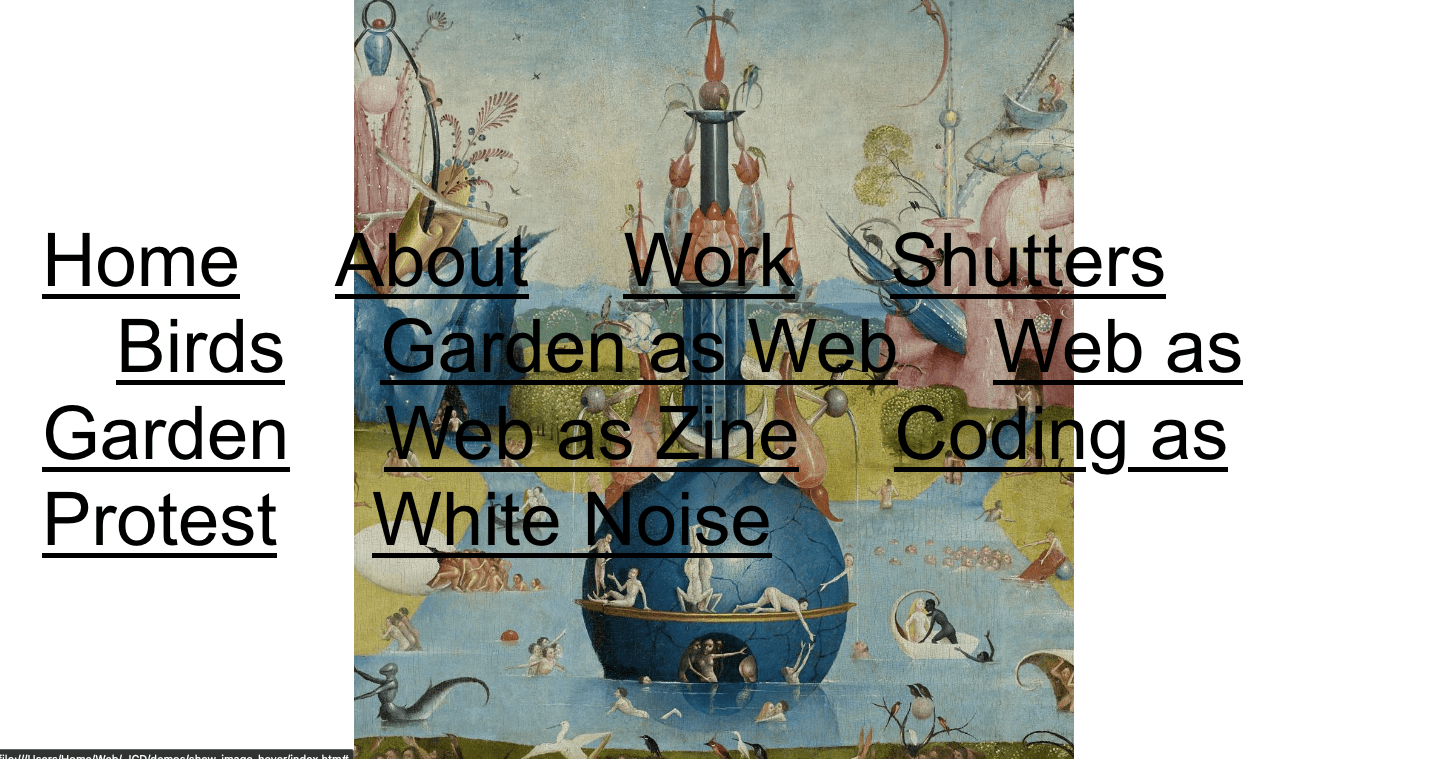 Home About Work Shutters
Birds Garden as Web Web as
Garden Web as Zine Coding as
Protest White Noise